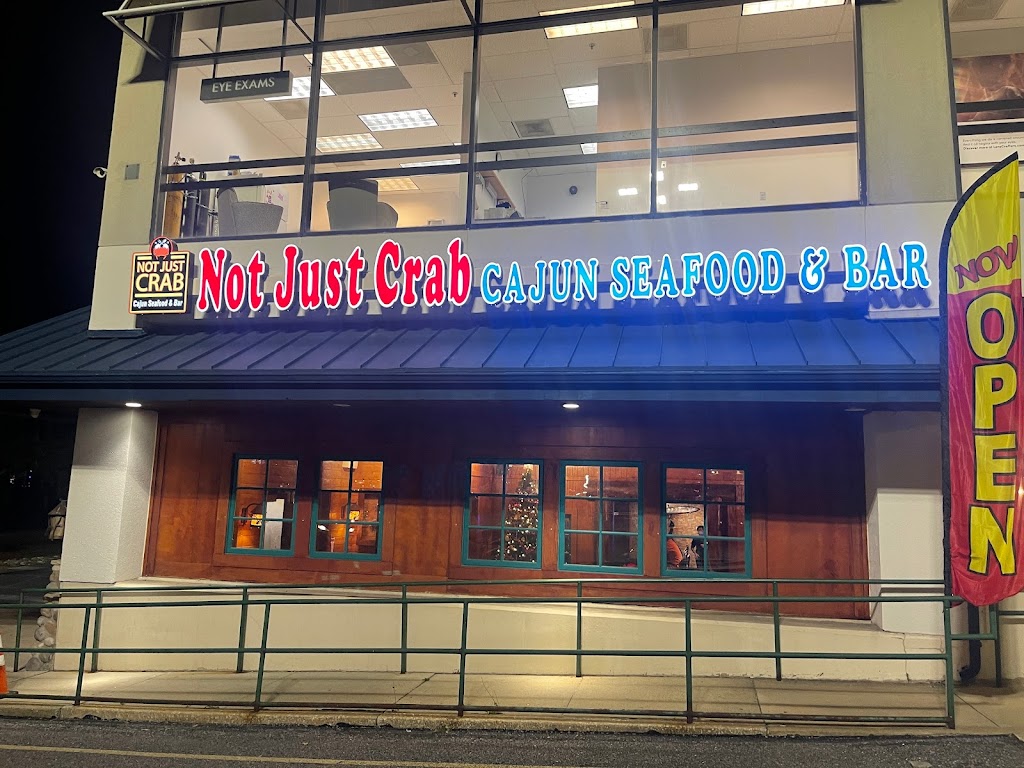 EYE EXAMS
NOT JUST
CRAB
Cajun Seafood & Bar
Not Just Crab CAJUN SEAFOOD & BAR
NOW
OPEN